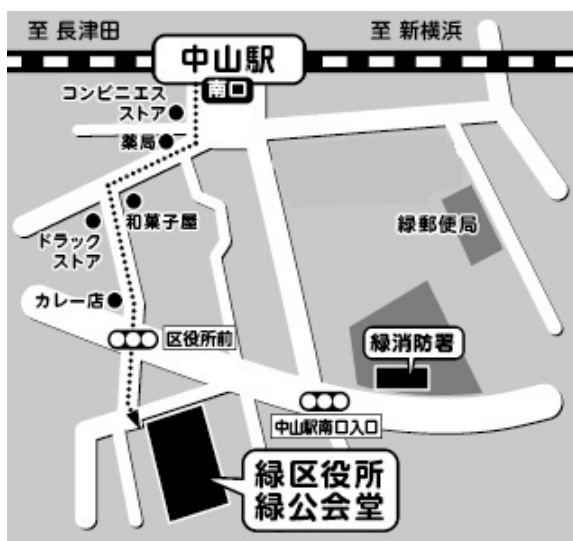 至 長津田
至 新横浜
中山駅
南口
コンビニエス
ストア
薬局
和菓子屋
ドラック
ストア
緑郵便局
カレー店
区役所前
緑消防署
中山駅南口入口
緑区役所
緑公会堂